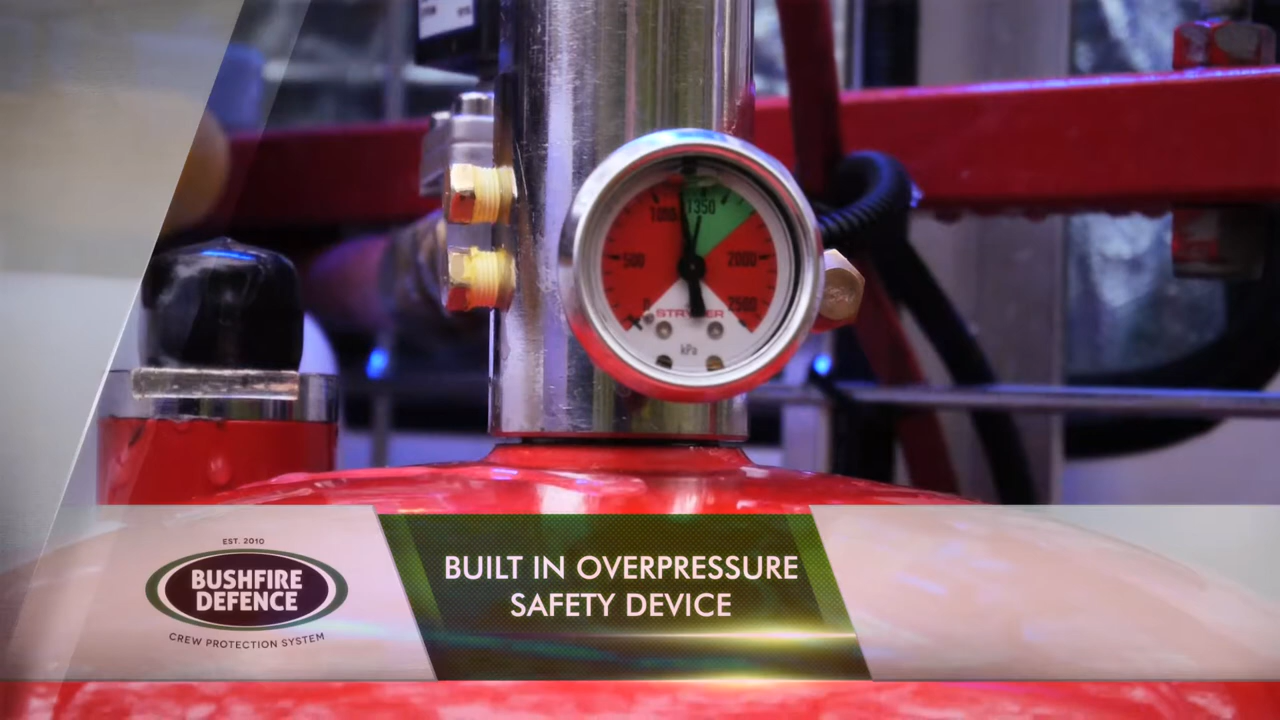 1350
1000
500
2000
0
2500
STRYKER
kPa
EST. 2010
BUSHFIRE
DEFENCE
CREW PROTECTION SYSTEM
BUILT IN OVERPRESSURE
SAFETY DEVICE